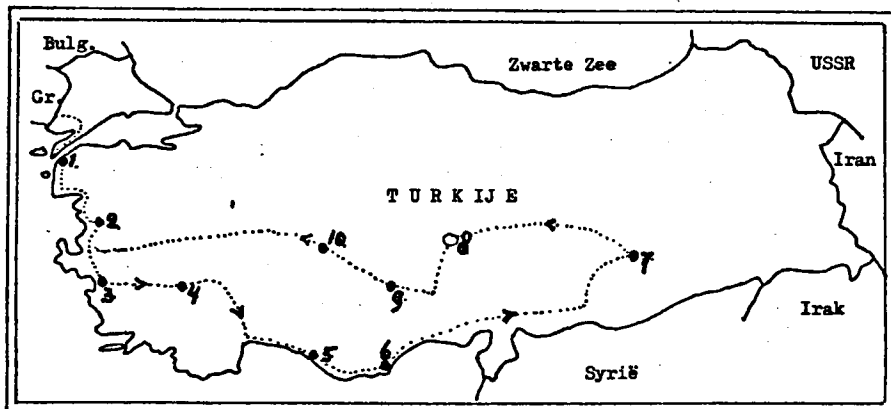 Bulg.
Zwarte Zee
USSR
Gr.
1.
Iran
TURKIJE
2
10
8
7
3
4
9
Irak
5
6
Syrië